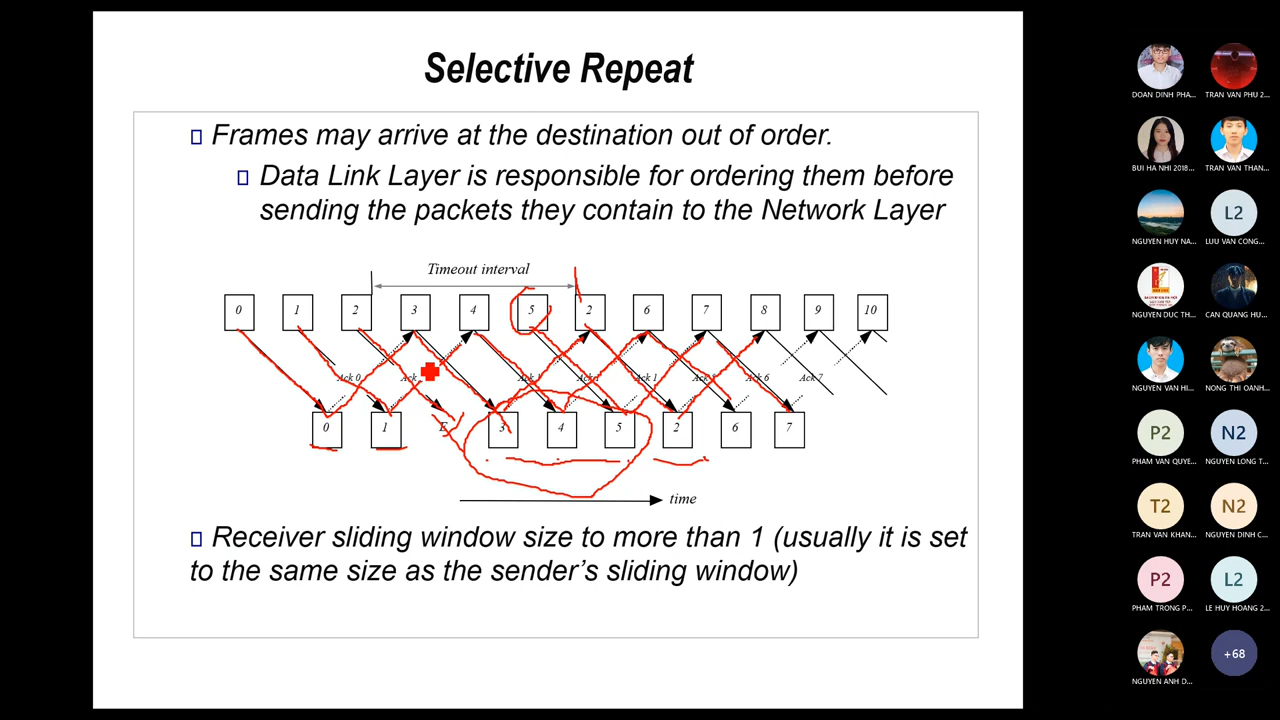 Selective Repeat
Frames may arrive at the destination out of order.
Data Link Layer is responsible for ordering them before
sending the packets they contain to the Network Layer
Timeout interval
0 1 2 3 4 5 2 6 7 8 9 10
Ack 0 Ack Ack 1 Ack 1 Ack 1 Ack 5 Ack 6 Ack 7
0 1 E 3 4 5 2 6 7
time
Receiver sliding window size to more than 1 (usually it is set
to the same size as the sender's sliding window)
DOAN DINH PHA... TRAN VAN PHU 2...
BUI HA NHI 2018... TRAN VAN THAN...
L2
NGUYEN HUY NA... LUU VAN CONG...
NGUYEN DUC TH... CAN QUANG HU...
NGUYEN VAN HI... NONG THI OANH...
P2 N2
PHAM VAN QUYE... NGUYEN LONG T...
T2 N2
TRAN VAN KHAN... NGUYEN DINH C...
P2 L2
PHAM TRONG P... LE HUY HOANG 2...
+68
NGUYEN ANH D...